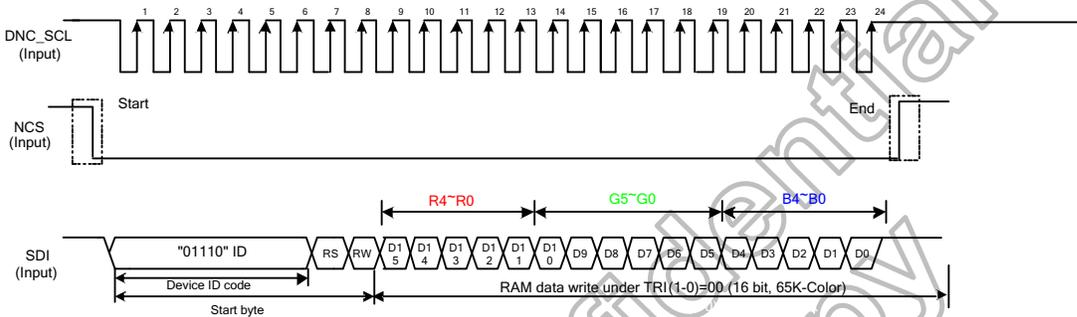 1 2 3 4 5 6 7 8 9 10 11 12 13 14 15 16 17 18 19 20 21 22 23 24
DNC_SCL
(Input)
Start
End
NCS
(Input)
R4~R0
G5~G0
B4~B0
SDI
(Input)
"01110" ID
RS
RW
D15
D14
D13
D12
D11
D10
D9
D8
D7
D6
D5
D4
D3
D2
D1
D0
Device ID code
RAM data write under TRI(1-0)=00 (16 bit, 65K-Color)
Start byte